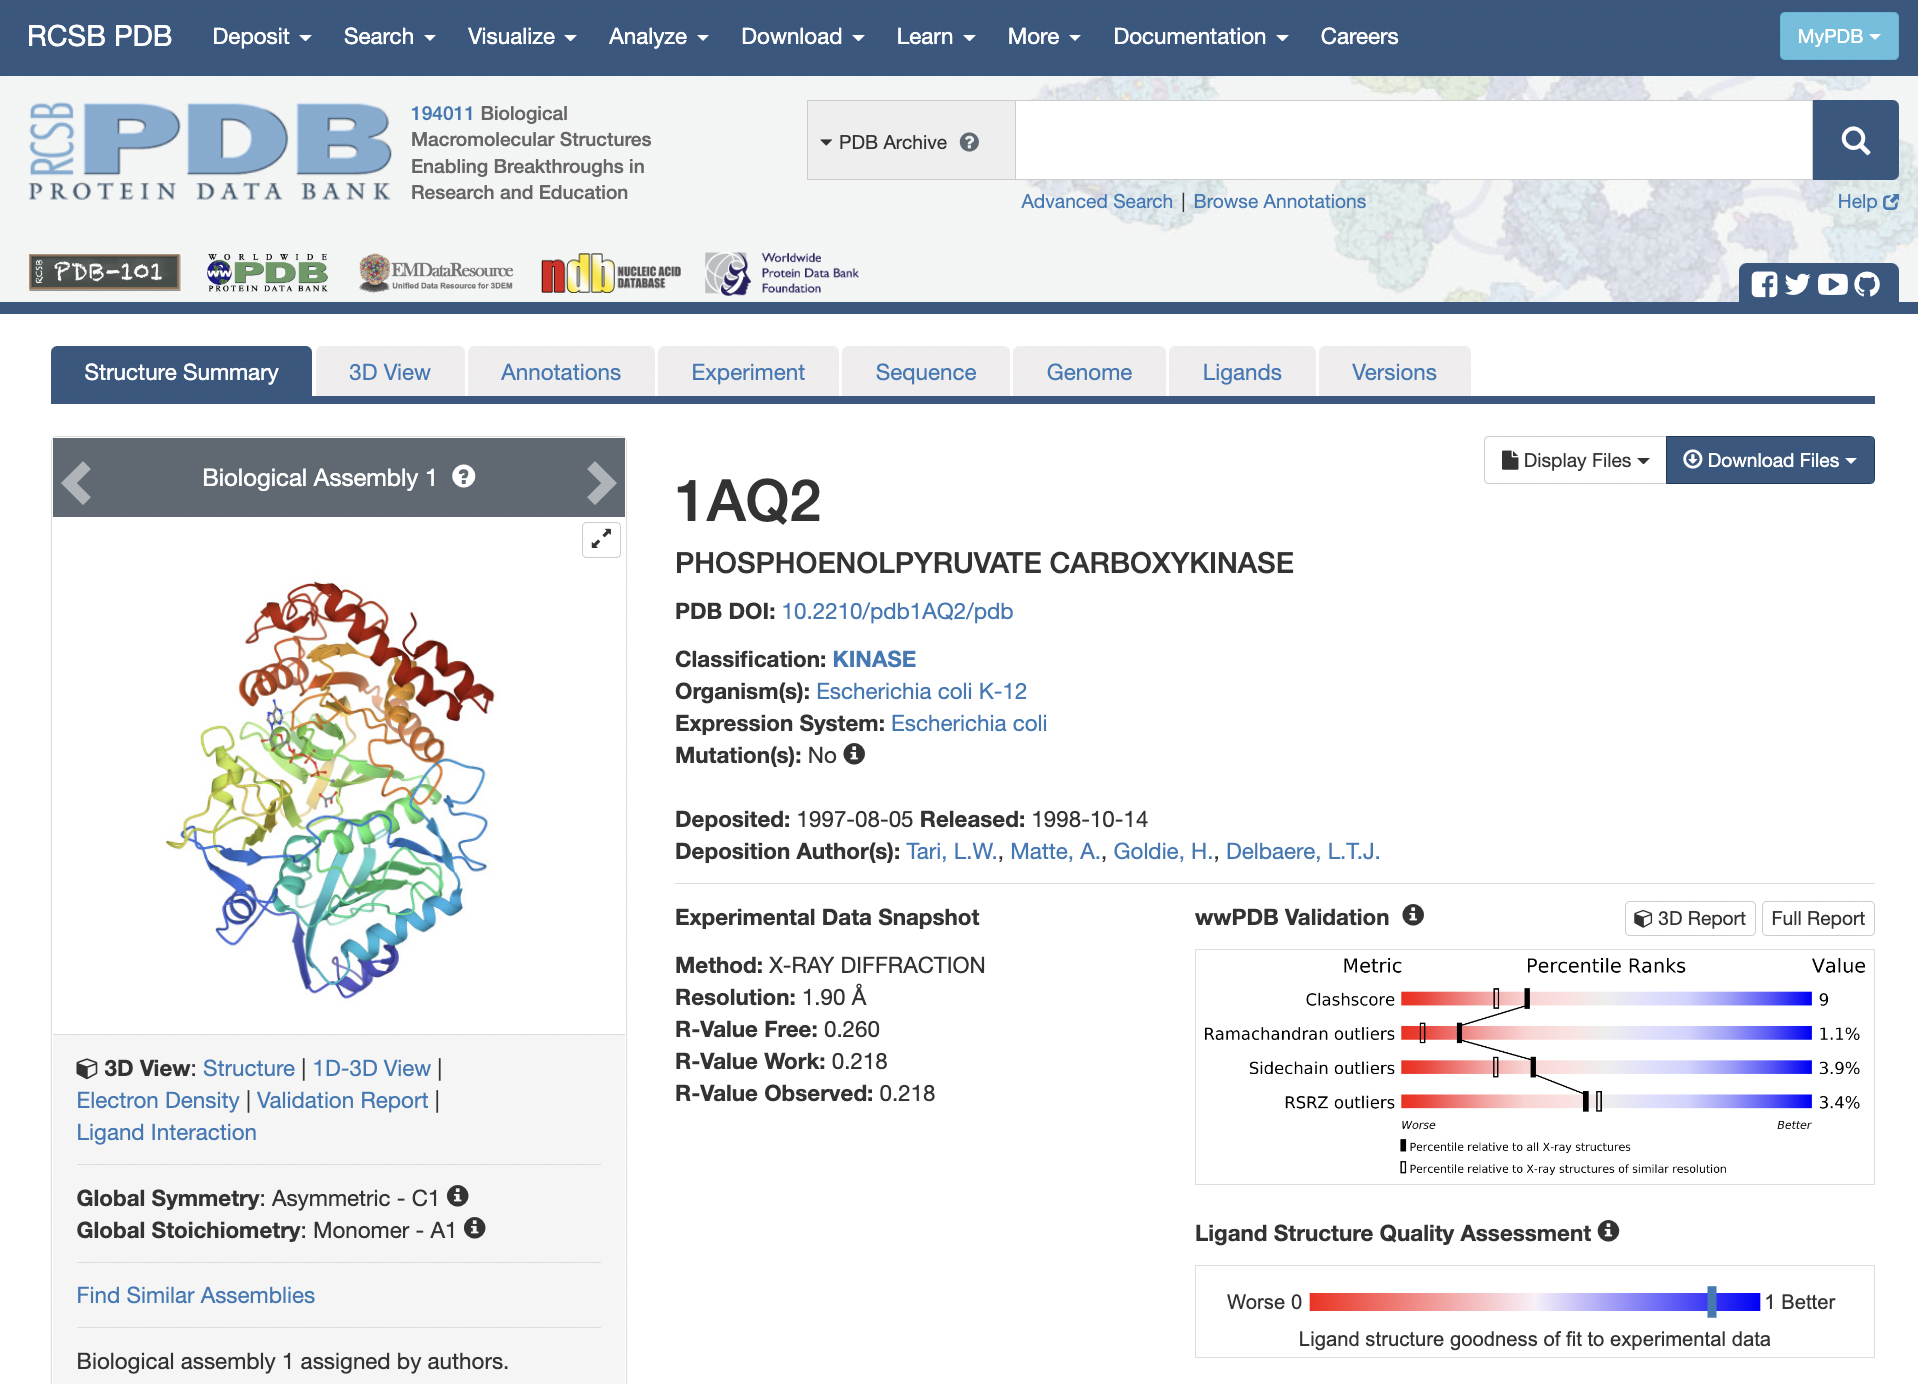 RCSB PDB Deposit Search Visualize Analyze Download Learn More Documentation Careers MyPDB
RCSB PDB
PROTEIN DATA BANK
194011 Biological
Macromolecular Structures
Enabling Breakthroughs in
Research and Education
PDB Archive
Advanced Search | Browse Annotations
Help
RCSB PDB-101
WORLDWIDE
PDB
PROTEIN DATA BANK
EMDataResource
Unified Data Resource for 3DEM
ndb NUCLEIC ACID
DATABASE
Worldwide
Protein Data Bank
Foundation
Structure Summary 3D View Annotations Experiment Sequence Genome Ligands Versions
Biological Assembly 1
3D View: Structure | 1D-3D View |
Electron Density | Validation Report |
Ligand Interaction
Global Symmetry: Asymmetric - C1
Global Stoichiometry: Monomer - A1
Find Similar Assemblies
Biological assembly 1 assigned by authors.
Display Files Download Files
1AQ2
PHOSPHOENOLPYRUVATE CARBOXYKINASE
PDB DOI: 10.2210/pdb1AQ2/pdb
Classification: KINASE
Organism(s): Escherichia coli K-12
Expression System: Escherichia coli
Mutation(s): No
Deposited: 1997-08-05 Released: 1998-10-14
Deposition Author(s): Tari, L.W., Matte, A., Goldie, H., Delbaere, L.T.J.
Experimental Data Snapshot
Method: X-RAY DIFFRACTION
Resolution: 1.90 Å
R-Value Free: 0.260
R-Value Work: 0.218
R-Value Observed: 0.218
wwPDB Validation 3D Report Full Report
Metric Percentile Ranks Value
Clashscore 9
Ramachandran outliers 1.1%
Sidechain outliers 3.9%
RSRZ outliers 3.4%
Worse Better
Percentile relative to all X-ray structures
Percentile relative to X-ray structures of similar resolution
Ligand Structure Quality Assessment
Worse 0 1 Better
Ligand structure goodness of fit to experimental data